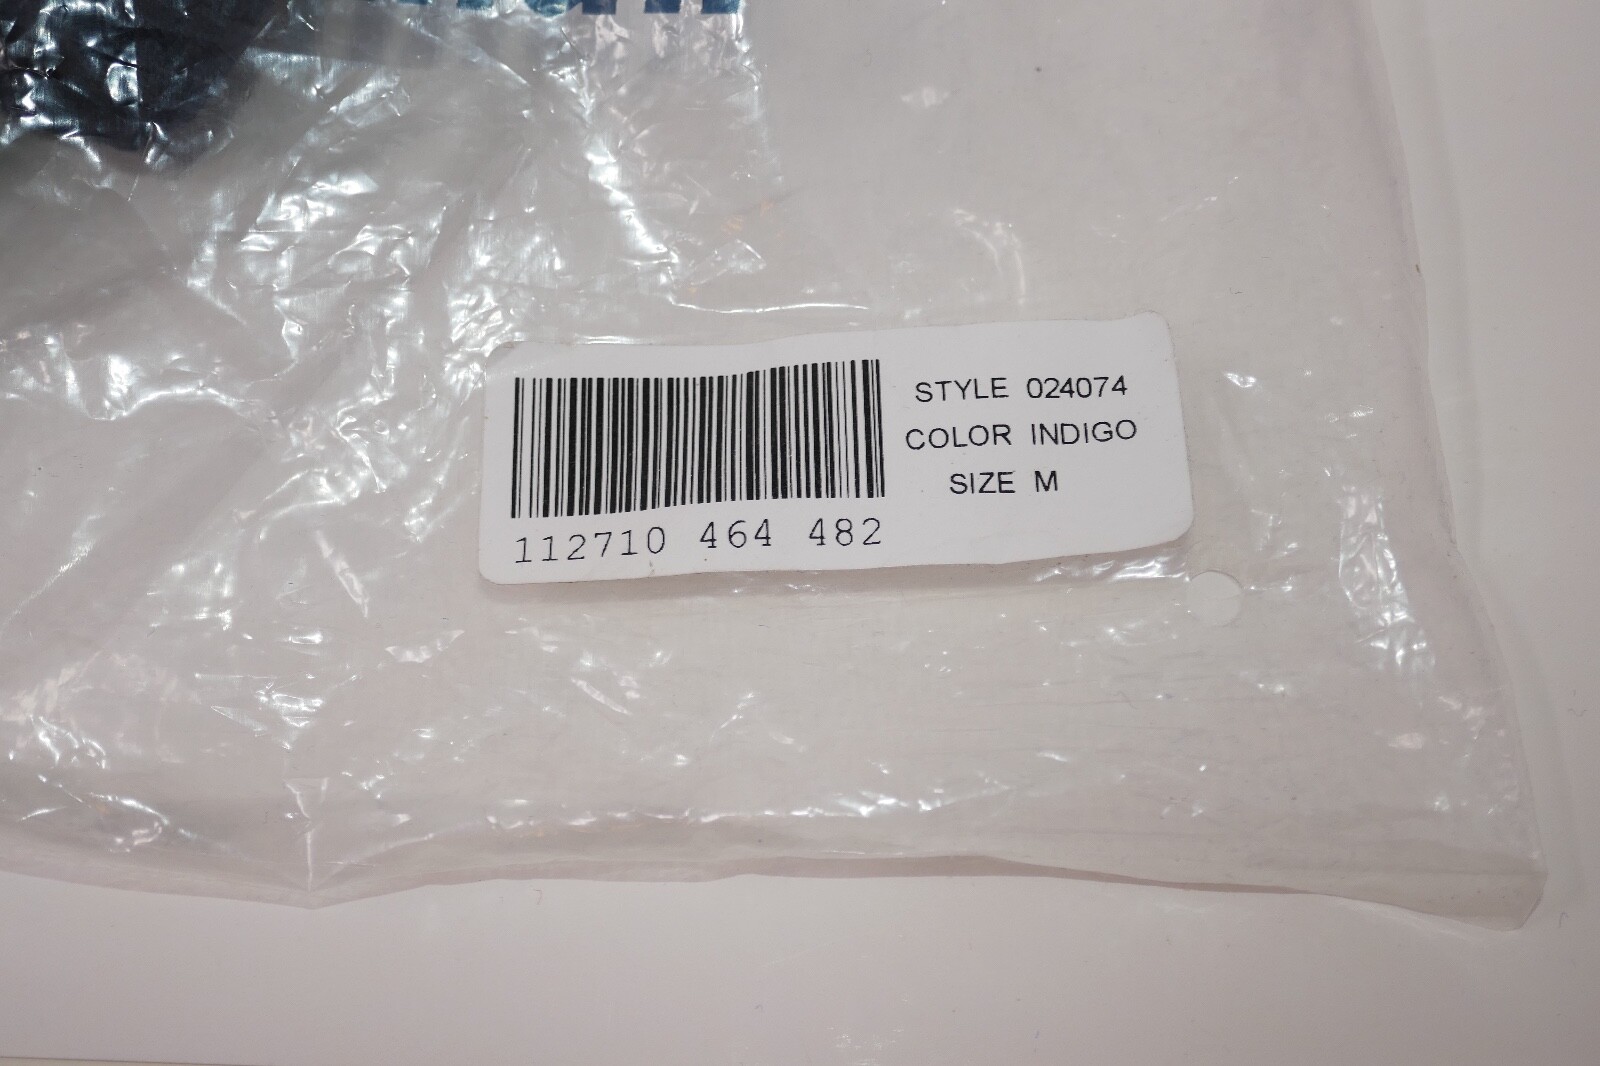 STYLE 024074
COLOR INDIGO
SIZE M
112710 464 482